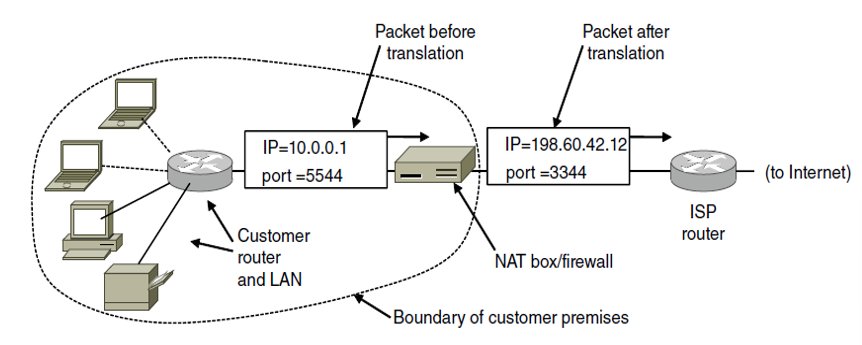 Packet before
translation
Packet after
translation
IP=10.0.0.1
port =5544
IP=198.60.42.12
port =3344
(to Internet)
ISP
router
Customer
router
and LAN
NAT box/firewall
Boundary of customer premises